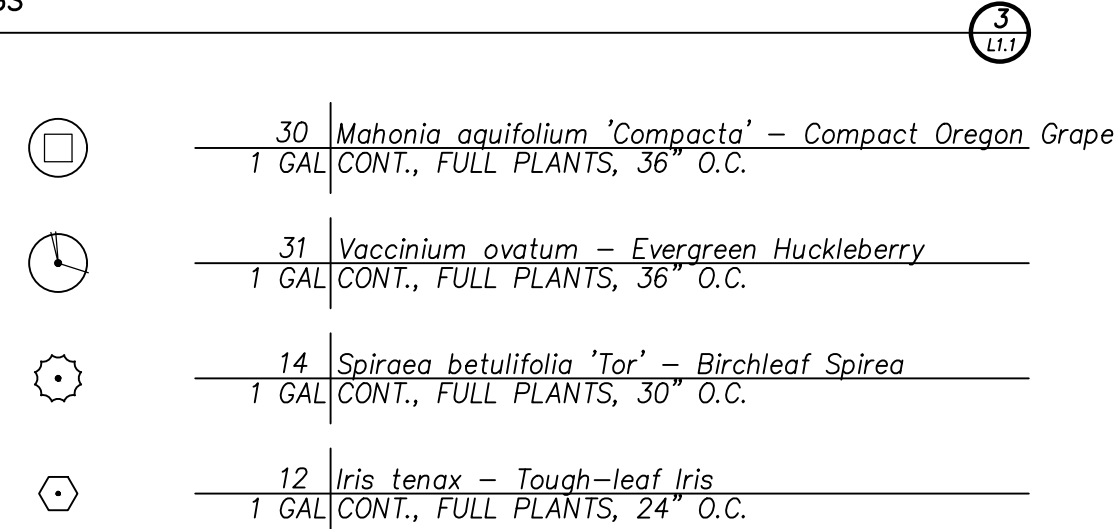 3
L1.1
30 Mahonia aquifolium 'Compacta' – Compact Oregon Grape
1 GAL CONT., FULL PLANTS, 36" O.C.
31 Vaccinium ovatum – Evergreen Huckleberry
1 GAL CONT., FULL PLANTS, 36" O.C.
14 Spiraea betulifolia 'Tor' – Birchleaf Spirea
1 GAL CONT., FULL PLANTS, 30" O.C.
12 Iris tenax – Tough-leaf Iris
1 GAL CONT., FULL PLANTS, 24" O.C.